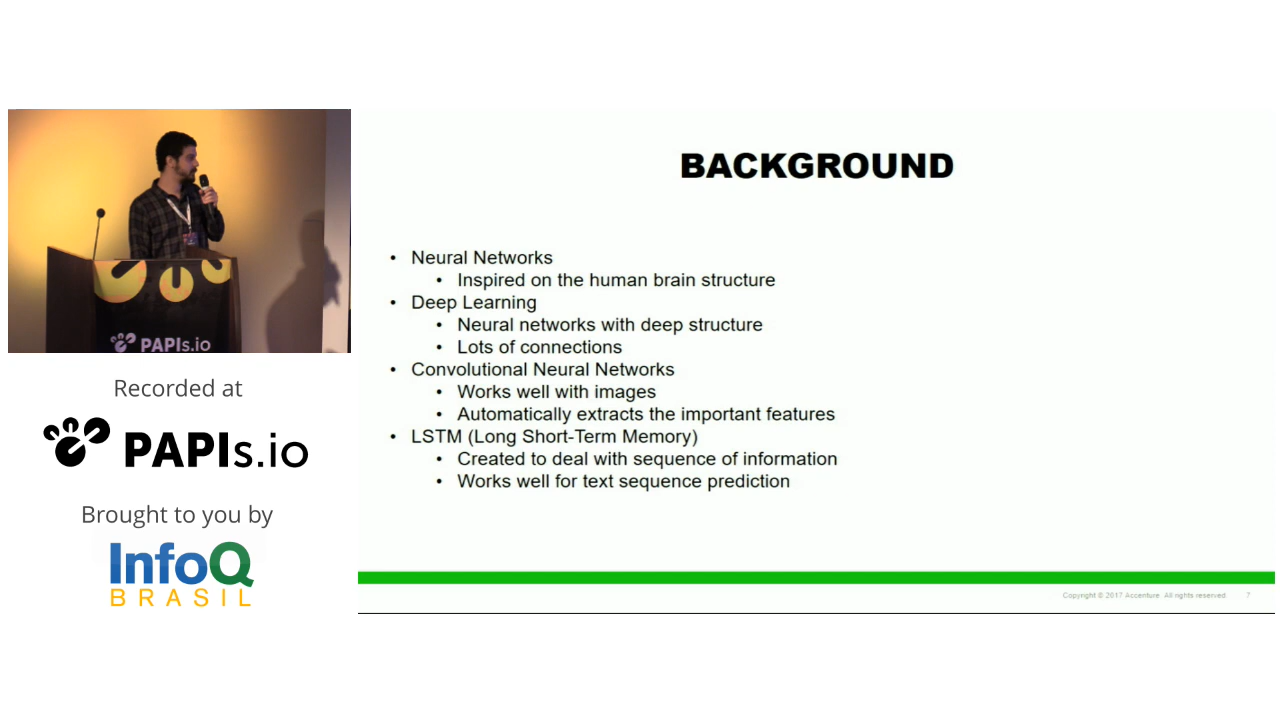 PAPIs.io
Recorded at
PAPIs.io
Brought to you by
InfoQ
BRASIL
BACKGROUND
• Neural Networks
• Inspired on the human brain structure
• Deep Learning
• Neural networks with deep structure
• Lots of connections
• Convolutional Neural Networks
• Works well with images
• Automatically extracts the important features
• LSTM (Long Short-Term Memory)
• Created to deal with sequence of information
• Works well for text sequence prediction
Copyright © 2017 Accenture. All rights reserved. 7